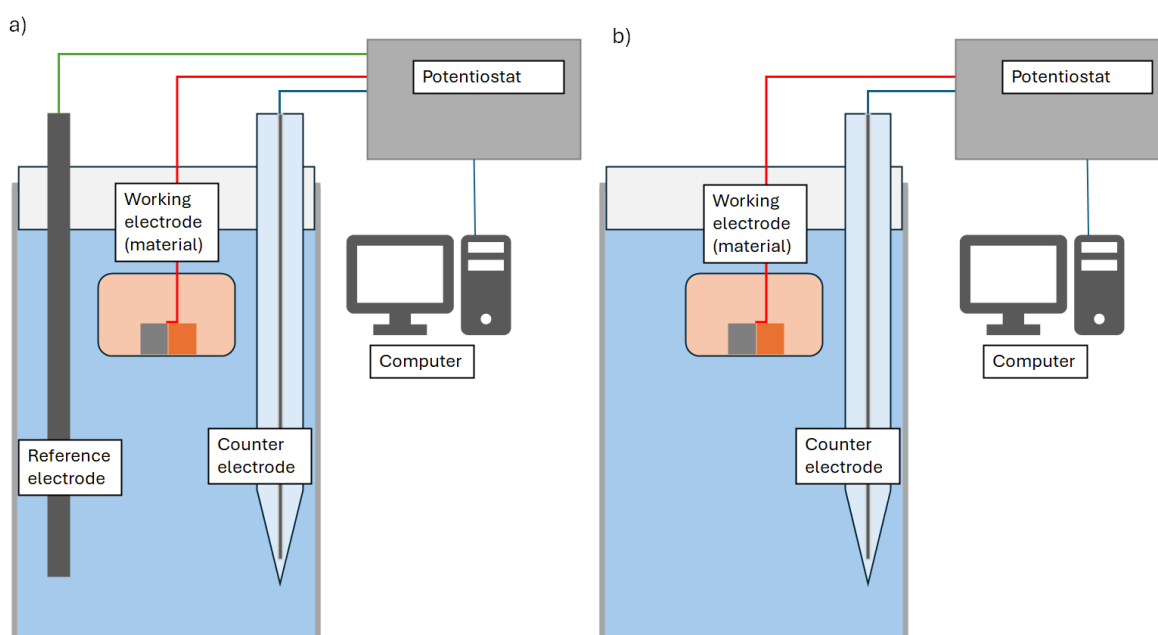 a)
Potentiostat
Working
electrode
(material)
Computer
Reference
electrode
Counter
electrode
b)
Potentiostat
Working
electrode
(material)
Computer
Counter
electrode